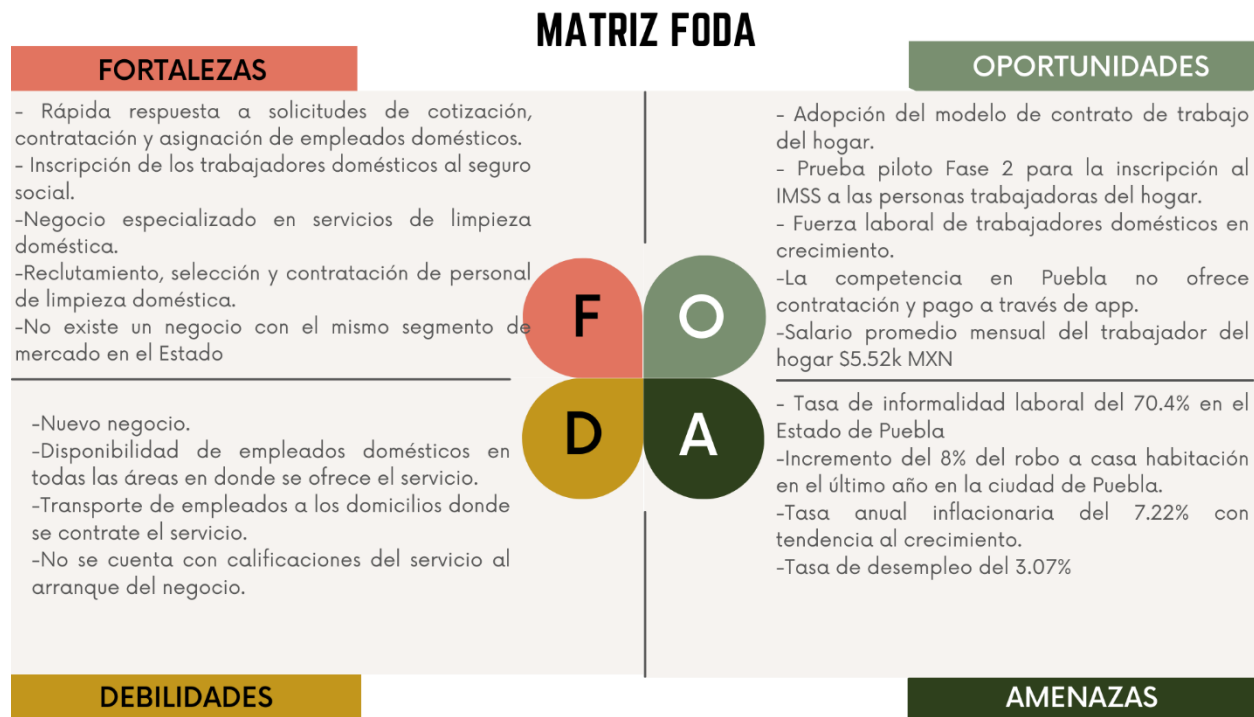 MATRIZ FODA
FORTALEZAS
- Rápida respuesta a solicitudes de cotización,
contratación y asignación de empleados domésticos.
- Inscripción de los trabajadores domésticos al seguro
social.
-Negocio especializado en servicios de limpieza
doméstica.
-Reclutamiento, selección y contratación de personal
de limpieza doméstica.
-No existe un negocio con el mismo segmento de
mercado en el Estado
OPORTUNIDADES
- Adopción del modelo de contrato de trabajo
del hogar.
- Prueba piloto Fase 2 para la inscripción al
IMSS a las personas trabajadoras del hogar.
- Fuerza laboral de trabajadores domésticos en
crecimiento.
-La competencia en Puebla no ofrece
contratación y pago a través de app.
-Salario promedio mensual del trabajador del
hogar S5.52k MXN
F
O
D
A
-Nuevo negocio.
-Disponibilidad de empleados domésticos en
todas las áreas en donde se ofrece el servicio.
-Transporte de empleados a los domicilios donde
se contrate el servicio.
-No se cuenta con calificaciones del servicio al
arranque del negocio.
DEBILIDADES
- Tasa de informalidad laboral del 70.4% en el
Estado de Puebla
-Incremento del 8% del robo a casa habitación
en el último año en la ciudad de Puebla.
-Tasa anual inflacionaria del 7.22% con
tendencia al crecimiento.
-Tasa de desempleo del 3.07%
AMENAZAS